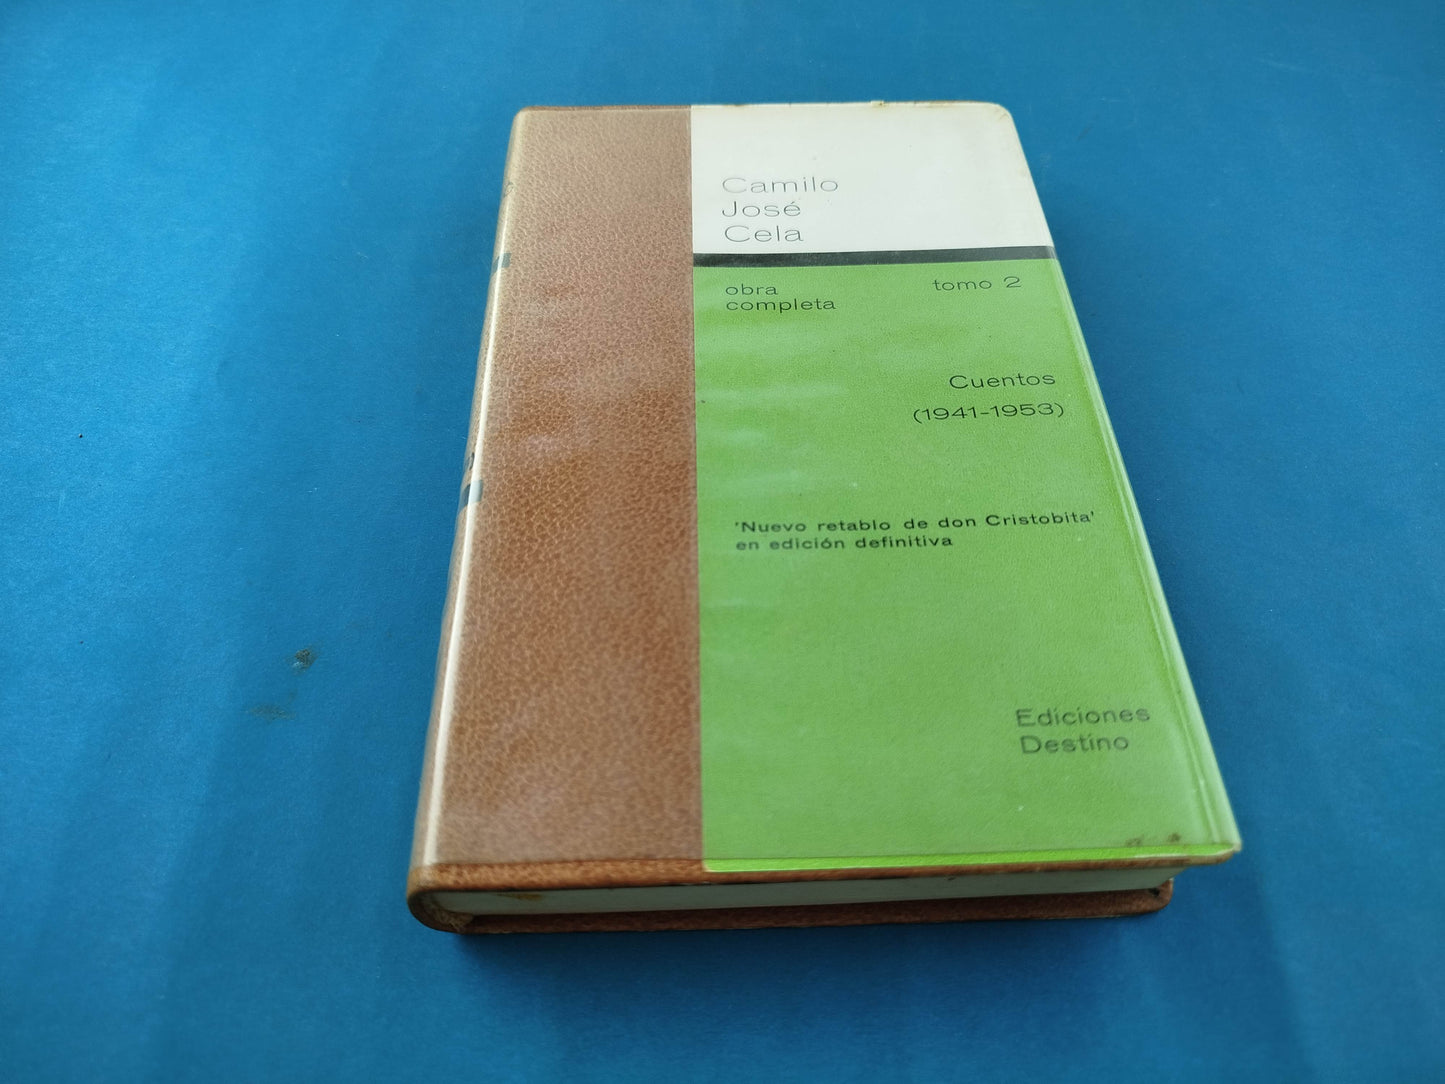 Camilo
José
Cela
obra
completa
tomo 2
Cuentos
(1941-1953)
'Nuevo retablo de don Cristobita'
en edición definitiva
Ediciones
Destino